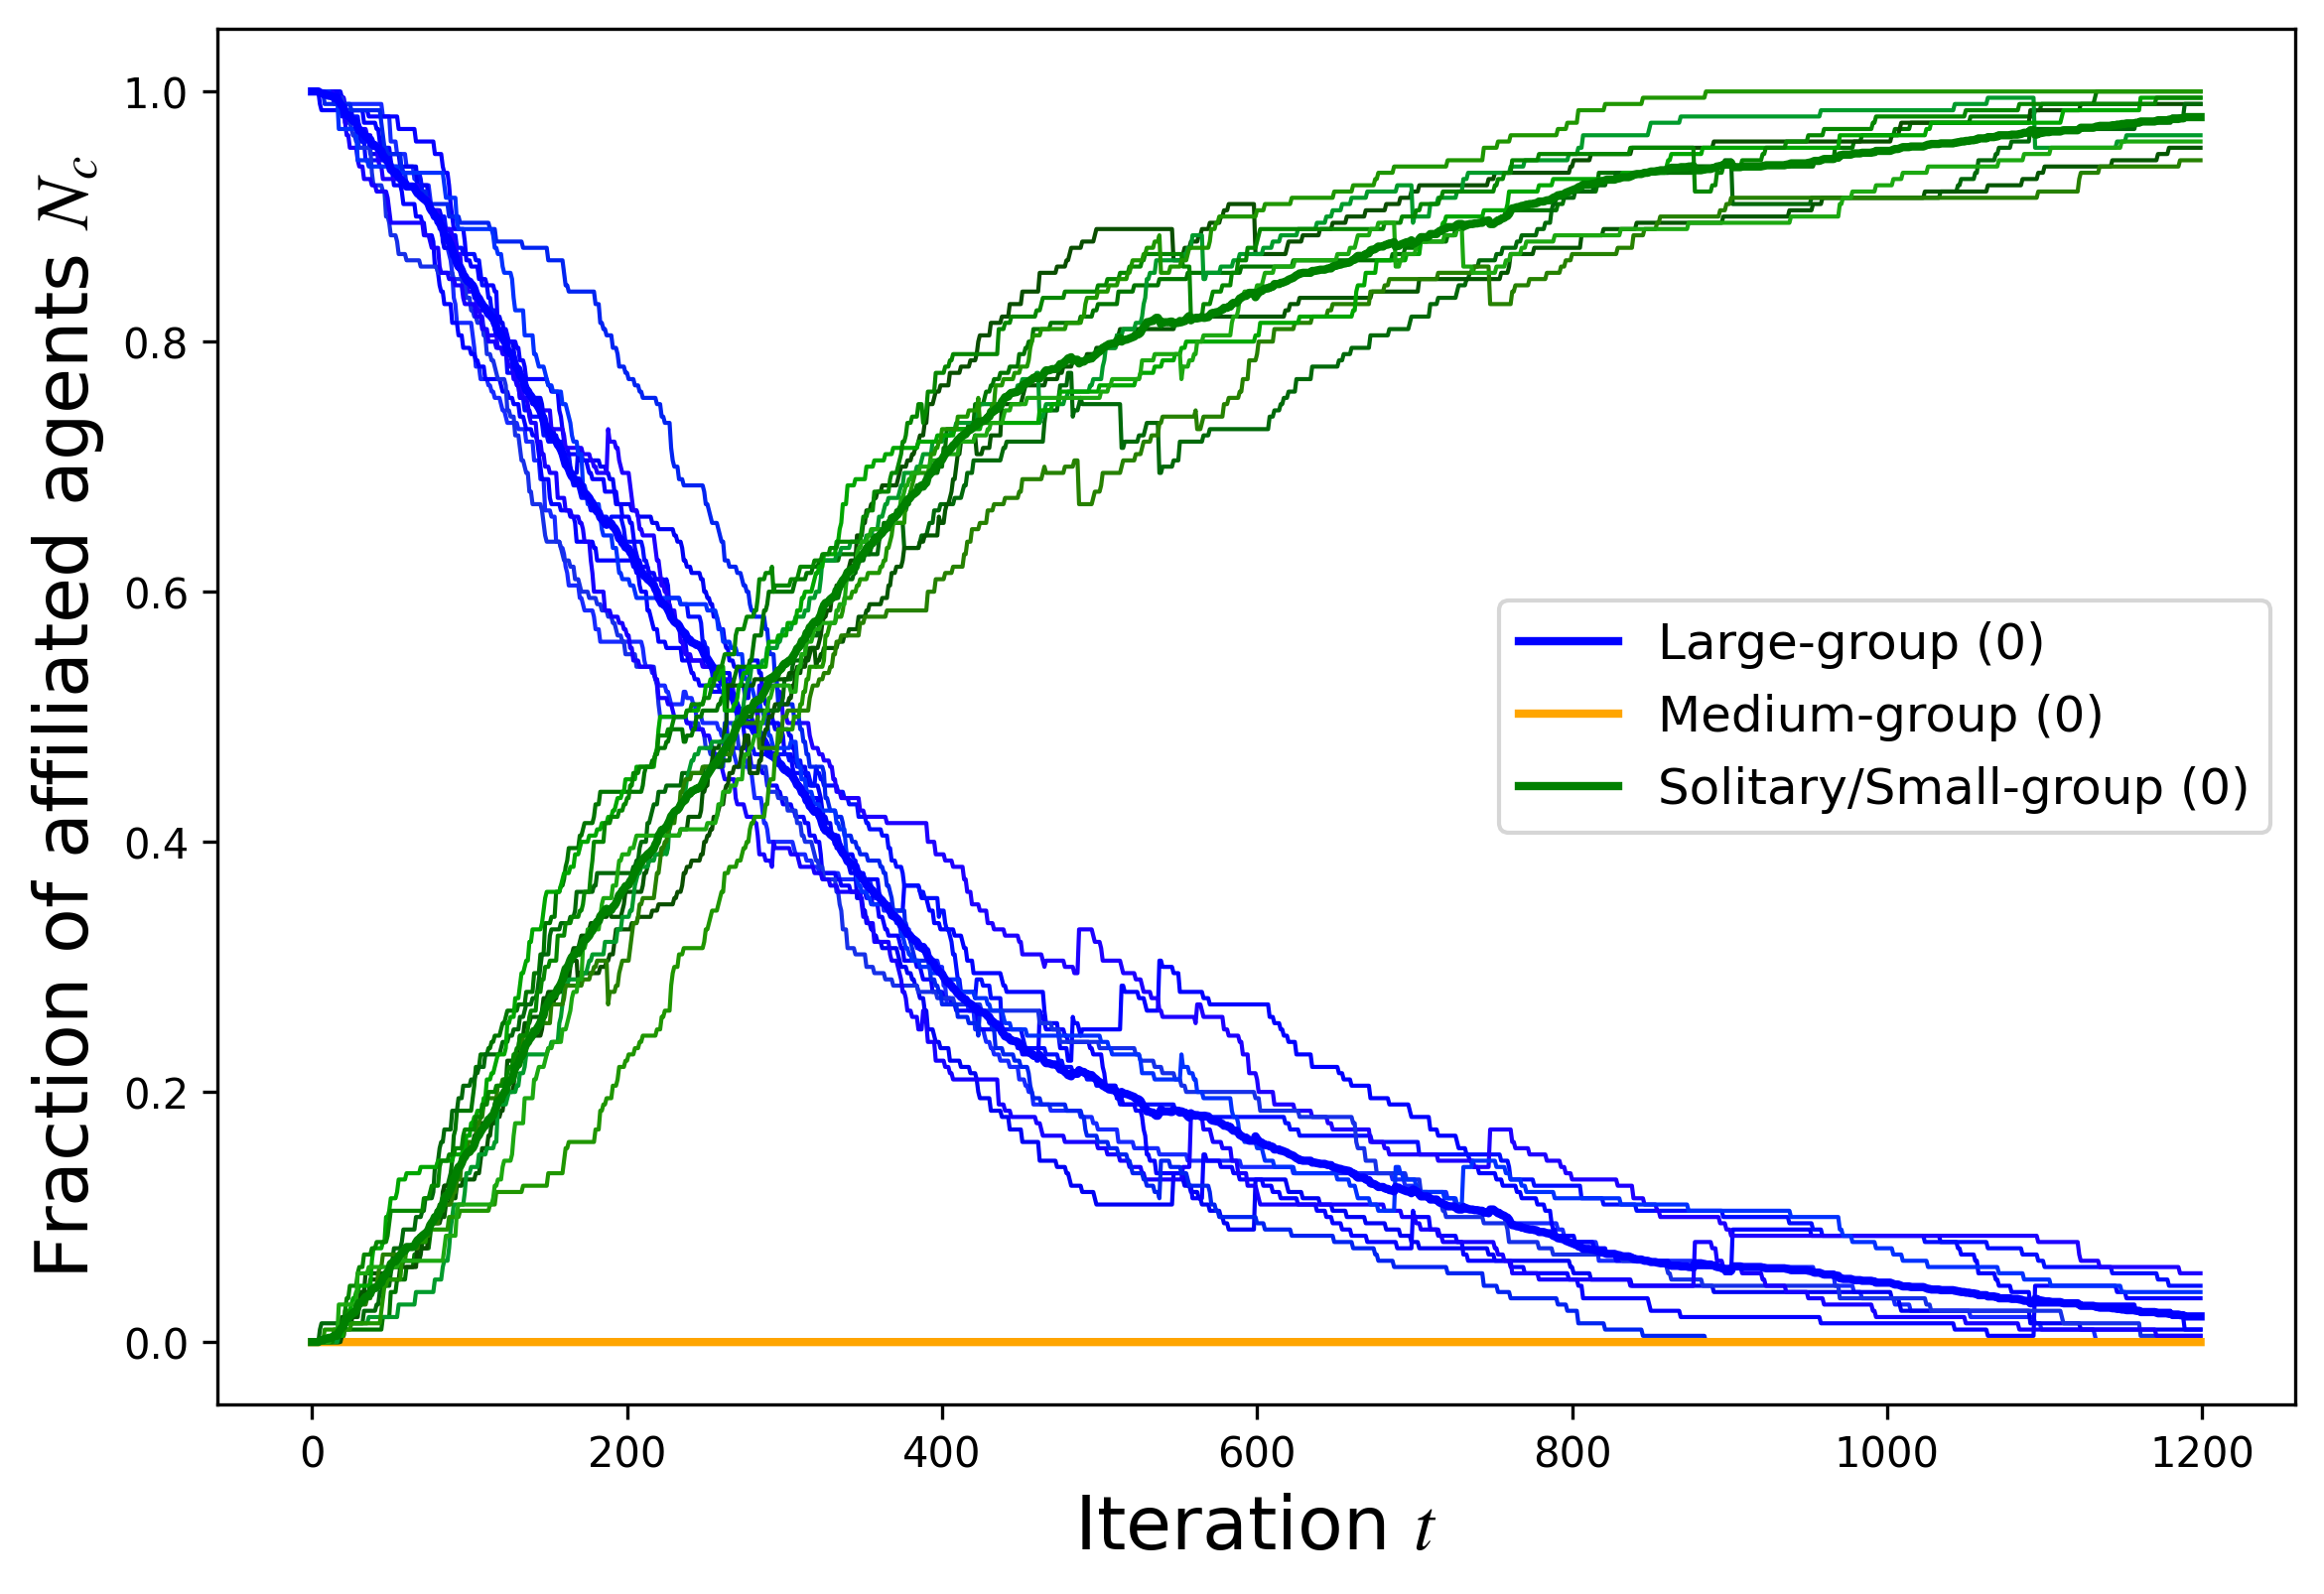 Fraction of affiliated agents N_c
1.0
0.8
0.6
0.4
0.2
0.0
Large-group (0)
Medium-group (0)
Solitary/Small-group (0)
0 200 400 600 800 1000 1200
Iteration t